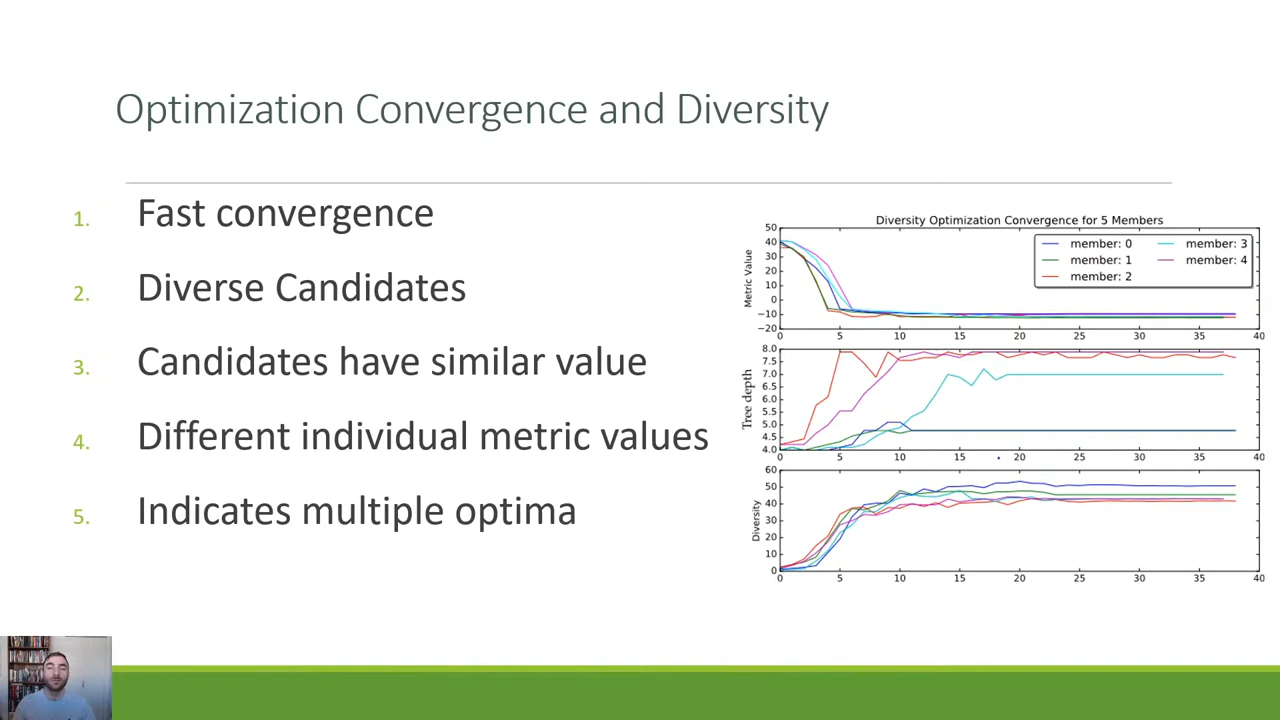 Optimization Convergence and Diversity
1. Fast convergence
2. Diverse Candidates
3. Candidates have similar value
4. Different individual metric values
5. Indicates multiple optima
Diversity Optimization Convergence for 5 Members
Metric Value
50
40
30
20
10
0
−10
−20
member: 0
member: 1
member: 2
member: 3
member: 4
0 5 10 15 20 25 30 35 40
Tree depth
8.0
7.5
7.0
6.5
6.0
5.5
5.0
4.5
4.0
0 5 10 15 20 25 30 35 40
Diversity
60
50
40
30
20
10
0
0 5 10 15 20 25 30 35 40